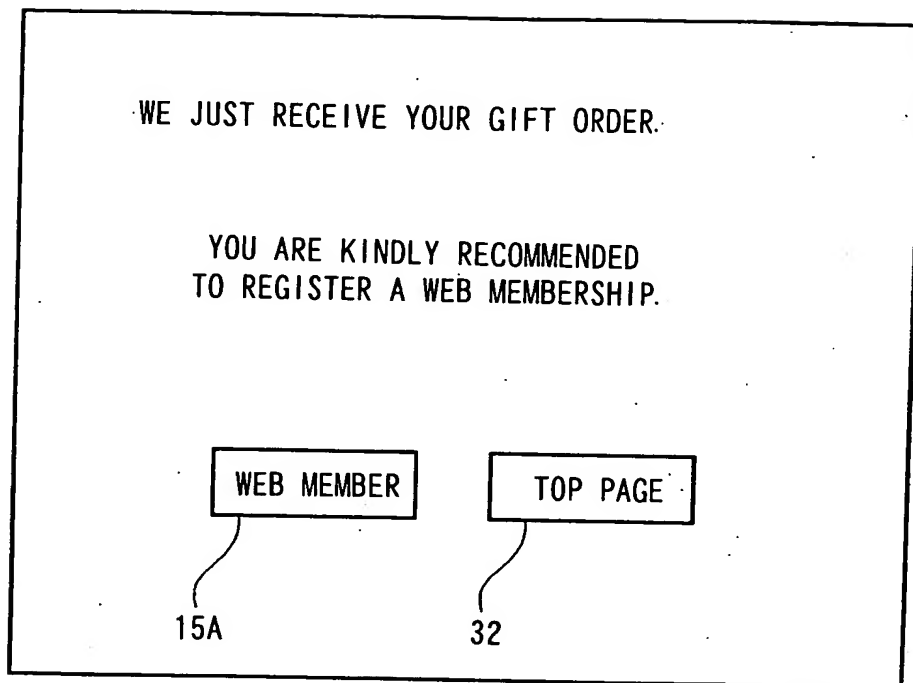 WE JUST RECEIVE YOUR GIFT ORDER.
YOU ARE KINDLY RECOMMENDED
TO REGISTER A WEB MEMBERSHIP.
WEB MEMBER
TOP PAGE
15A
32